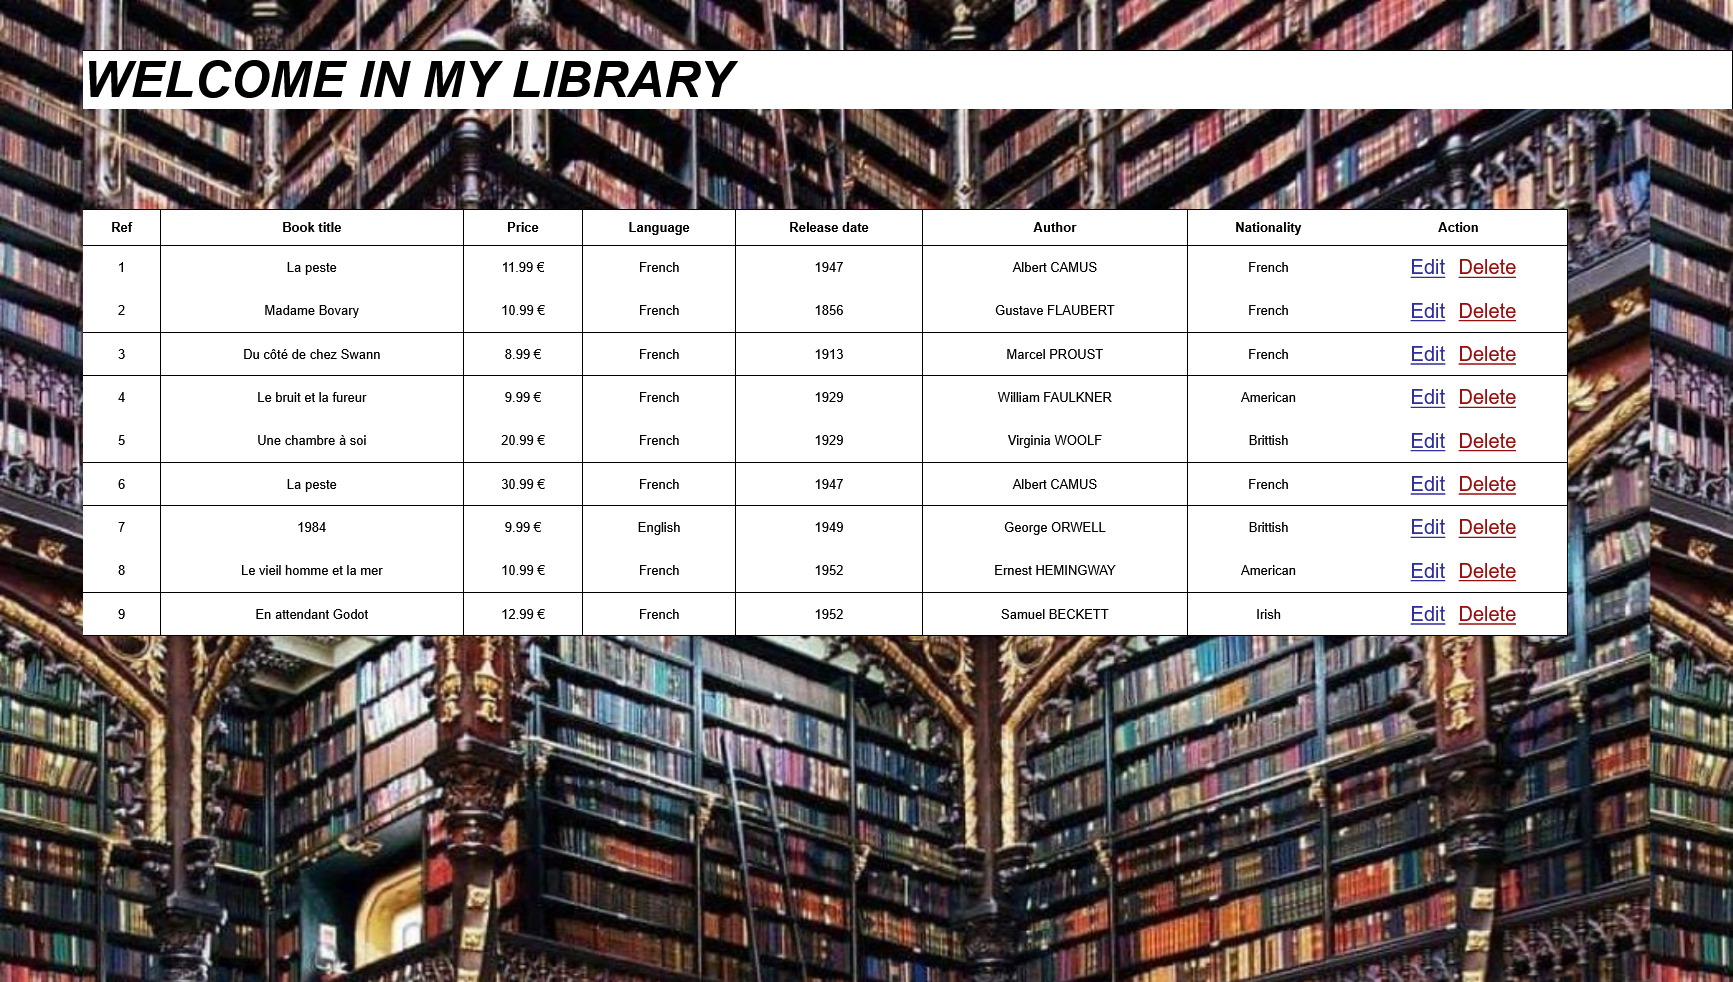 WELCOME IN MY LIBRARY
Ref Book title Price Language Release date Author Nationality Action
1 La peste 11.99 € French 1947 Albert CAMUS French Edit Delete
2 Madame Bovary 10.99 € French 1856 Gustave FLAUBERT French Edit Delete
3 Du côté de chez Swann 8.99 € French 1913 Marcel PROUST French Edit Delete
4 Le bruit et la fureur 9.99 € French 1929 William FAULKNER American Edit Delete
5 Une chambre à soi 20.99 € French 1929 Virginia WOOLF Brittish Edit Delete
6 La peste 30.99 € French 1947 Albert CAMUS French Edit Delete
7 1984 9.99 € English 1949 George ORWELL Brittish Edit Delete
8 Le vieil homme et la mer 10.99 € French 1952 Ernest HEMINGWAY American Edit Delete
9 En attendant Godot 12.99 € French 1952 Samuel BECKETT Irish Edit Delete